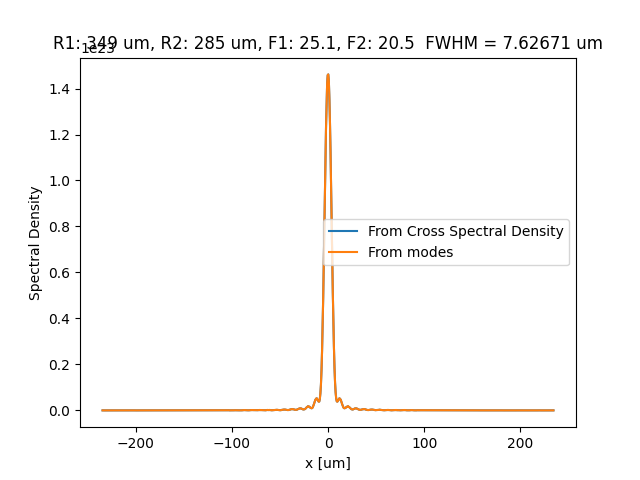 R1: 349 um, R2: 285 um, F1: 25.1, F2: 20.5  FWHM = 7.62671 um
1e23
1.4
1.2
1.0
0.8
0.6
0.4
0.2
0.0
Spectral Density
From Cross Spectral Density
From modes
−200
−100
0
100
200
x [um]